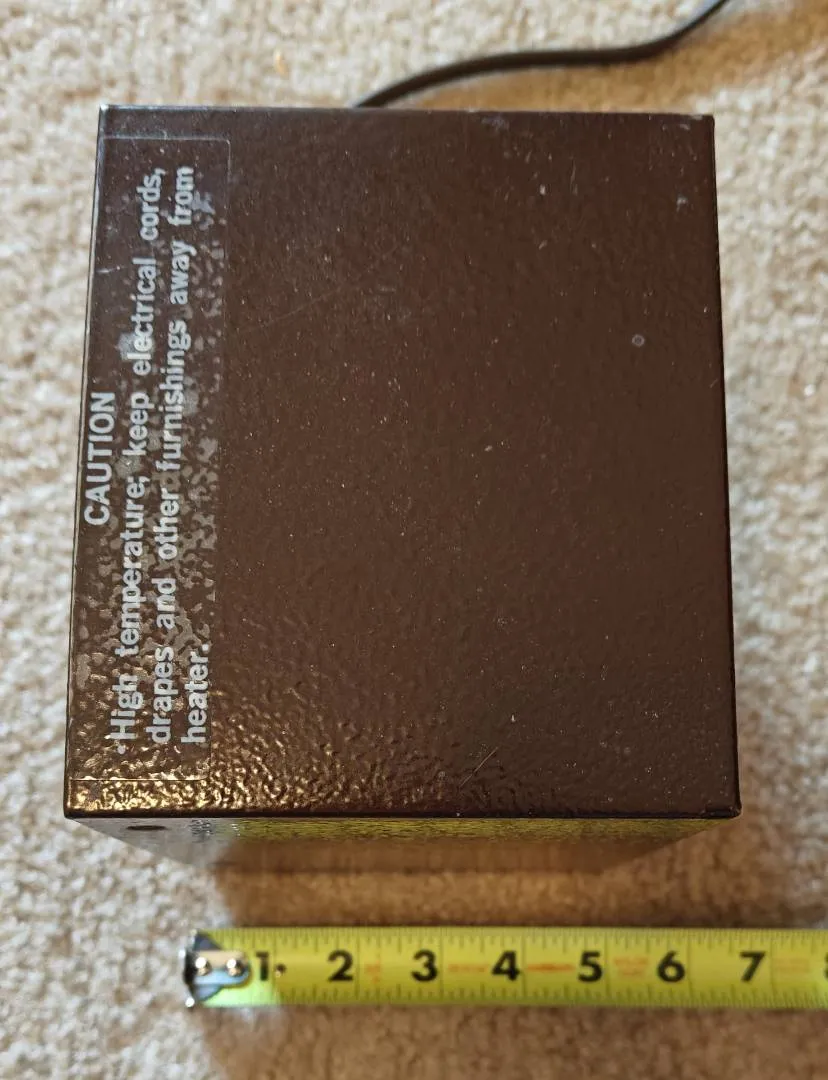 CAUTION
·High temperature; keep electrical cords,
drapes and other furnishings away from
heater.
1 2 3 4 5 6 7 8